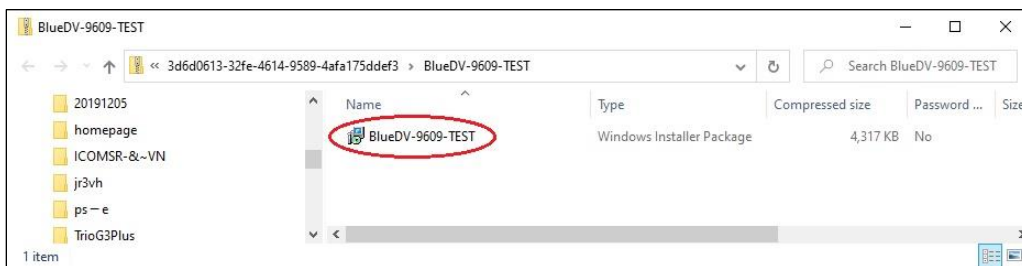 BlueDV-9609-TEST
« 3d6d0613-32fe-4614-9589-4afa175ddef3 › BlueDV-9609-TEST
Search BlueDV-9609-TEST
20191205
homepage
ICOMSR-&~VN
jr3vh
ps－e
TrioG3Plus
Name Type Compressed size Password ... Size
BlueDV-9609-TEST Windows Installer Package 4,317 KB No
1 item